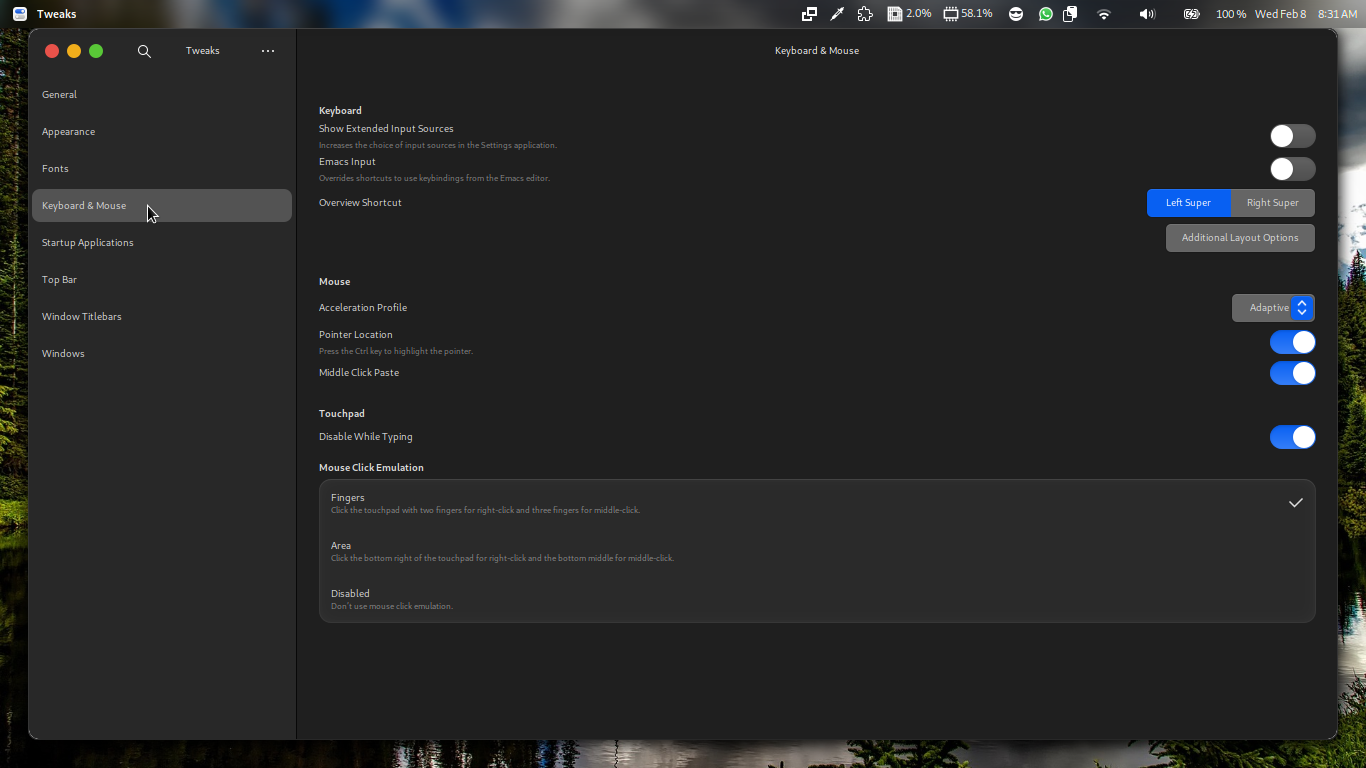 Tweaks
2.0%
58.1%
100 %
Wed Feb 8
8:31 AM
Tweaks
Keyboard & Mouse
General
Appearance
Fonts
Keyboard & Mouse
Startup Applications
Top Bar
Window Titlebars
Windows
Keyboard
Show Extended Input Sources
Increases the choice of input sources in the Settings application.
Emacs Input
Overrides shortcuts to use keybindings from the Emacs editor.
Overview Shortcut
Left Super
Right Super
Additional Layout Options
Mouse
Acceleration Profile
Adaptive
Pointer Location
Press the Ctrl key to highlight the pointer.
Middle Click Paste
Touchpad
Disable While Typing
Mouse Click Emulation
Fingers
Click the touchpad with two fingers for right-click and three fingers for middle-click.
Area
Click the bottom right of the touchpad for right-click and the bottom middle for middle-click.
Disabled
Don't use mouse click emulation.